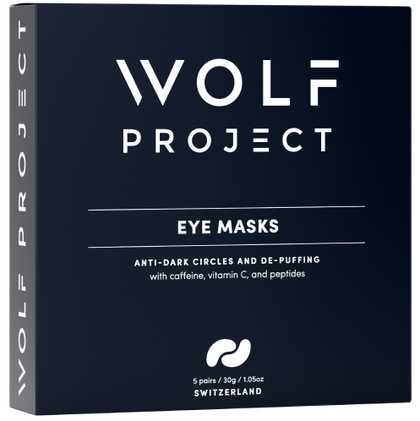 WOLF
PROJECT
EYE MASKS
ANTI-DARK CIRCLES AND DE-PUFFING
with caffeine, vitamin C, and peptides
5 pairs / 30g / 1.05oz
SWITZERLAND
WOLF PROJECT